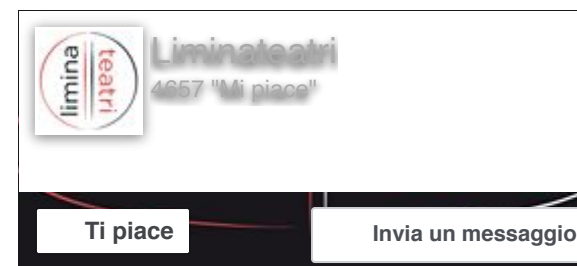 limina
teatri
Liminateatri
4657 "Mi piace"
Ti piace
Invia un messaggio